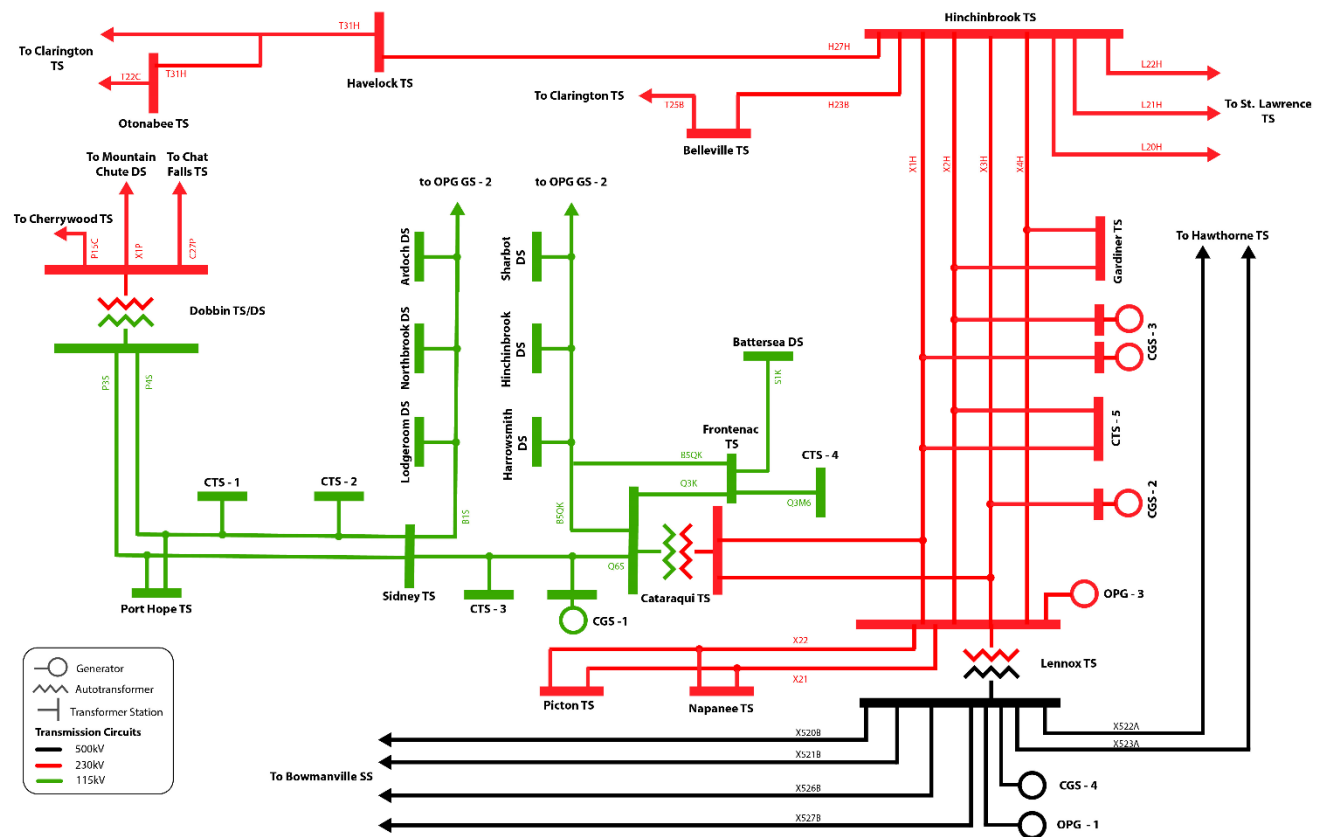 Hinchinbrook TS
T31H
To Clarington
TS
H27H
Havelock TS
T22C
T31H
Otonabee TS
To Clarington TS
T25B
H23B
Belleville TS
L22H
L21H
To St. Lawrence
TS
L20H
X1H
X2H
X3H
X4H
To Mountain
Chute DS
To Chat
Falls TS
To Cherrywood TS
P15C
X1P
C27P
Dobbin TS/DS
P3S
P4S
to OPG GS - 2
to OPG GS - 2
Ardoch DS
Northbrook DS
Lodgeroom DS
Sharbot
DS
Hinchinbrook
DS
Harrowsmith
DS
Gardiner TS
To Hawthorne TS
CGS - 3
CTS - 5
CGS - 2
Battersea DS
S1K
Frontenac
TS
CTS - 4
B5QK
Q3K
Q3M6
B5QK
CTS - 1
CTS - 2
B1S
Q6S
Port Hope TS
Sidney TS
CTS - 3
CGS - 1
Cataraqui TS
OPG - 3
X22
X21
Lennox TS
Picton TS
Napanee TS
Generator
Autotransformer
Transformer Station
Transmission Circuits
500kV
230kV
115kV
X522A
X523A
X520B
X521B
To Bowmanville SS
X526B
X527B
CGS - 4
OPG - 1